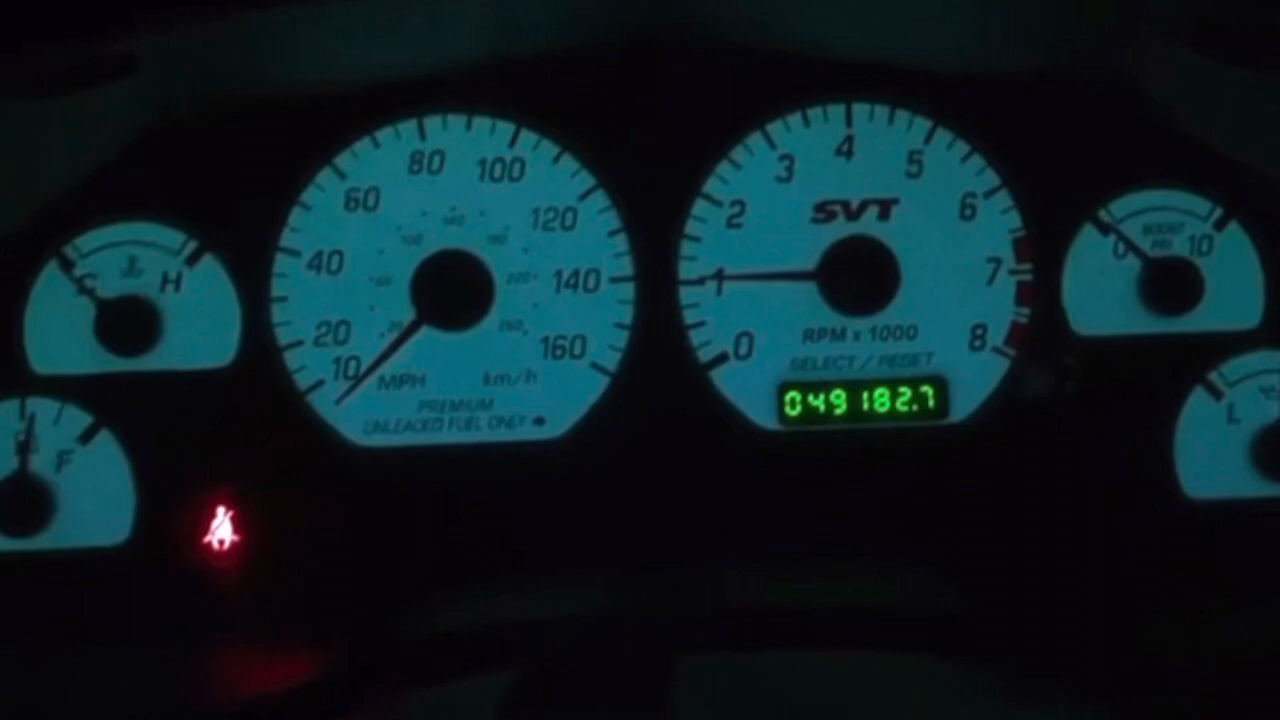 C H
F
10 20 40 60 80 100 120 140 160
MPH km/h
PREMIUM
UNLEADED FUEL ONLY
0 1 2 3 4 5 6 7 8
SVT
RPM x 1000
SELECT / RESET
049182.7
BOOST
PSI
0 10
L